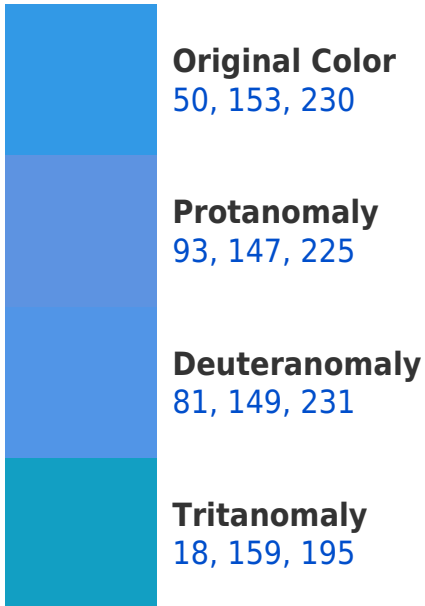 Original Color
50, 153, 230
Protanomaly
93, 147, 225
Deuteranomaly
81, 149, 231
Tritanomaly
18, 159, 195